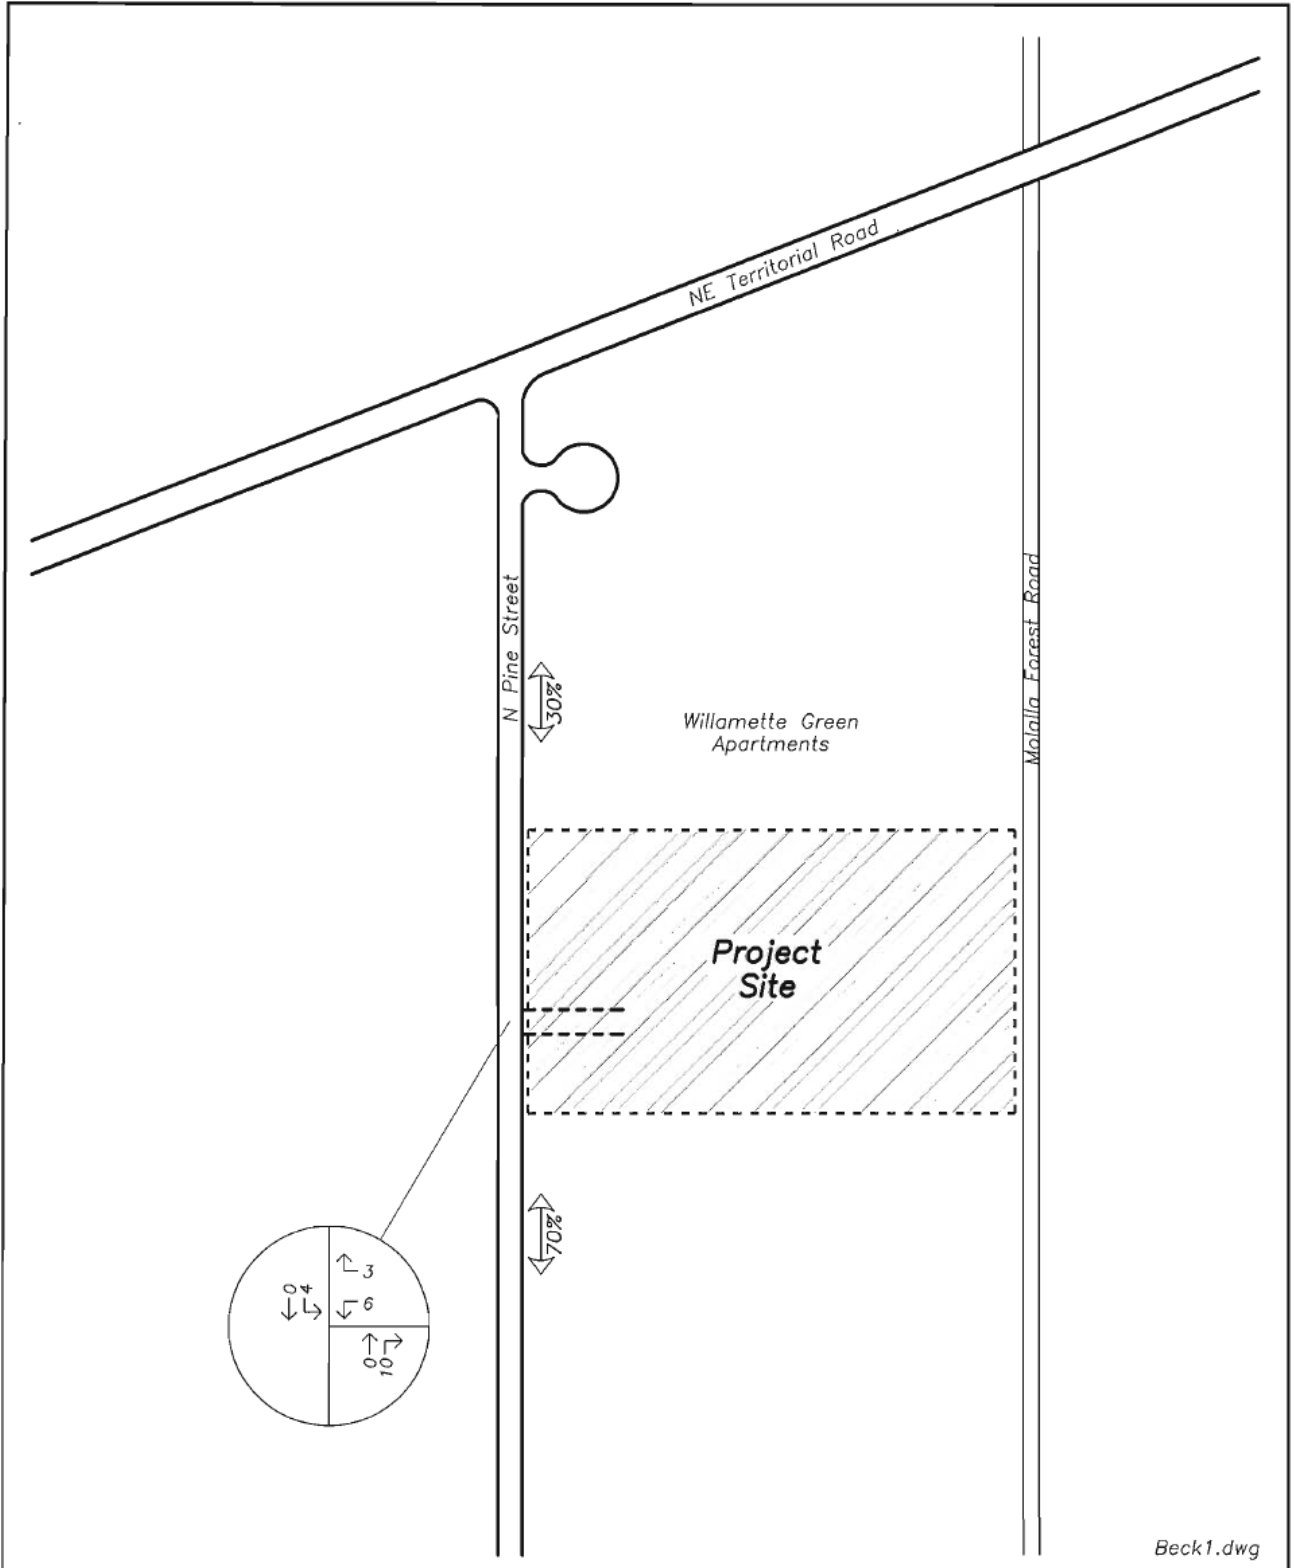 NE Territorial Road
N Pine Street
Molalla Forest Road
30%
Willamette Green
Apartments
Project
Site
70%
3
0
4
6
0
10
Beck1.dwg